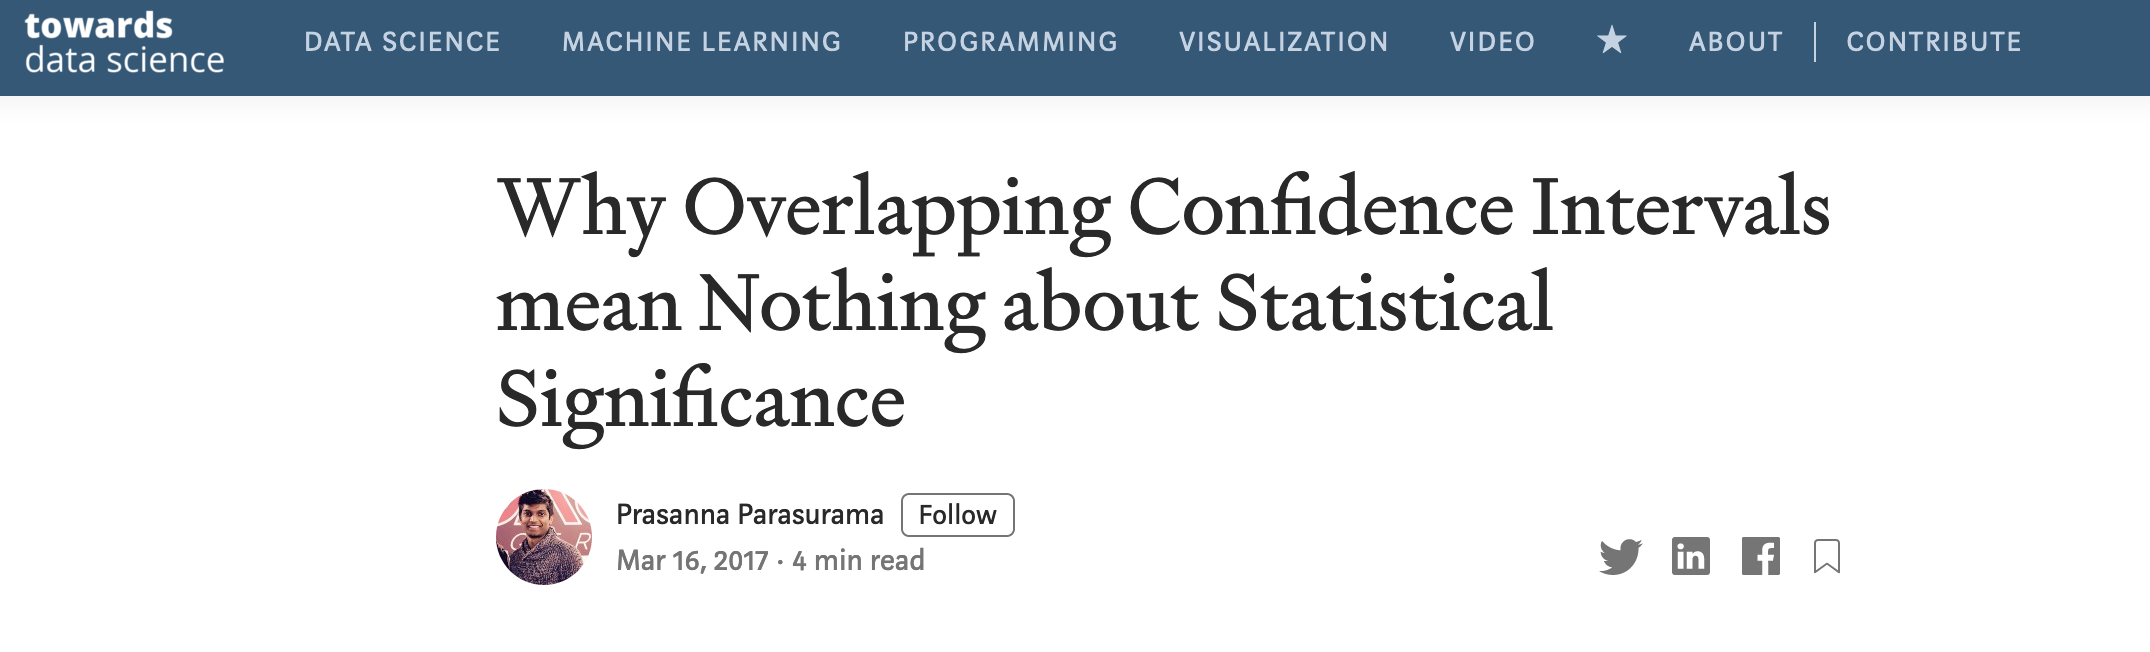 towards
data science
DATA SCIENCE MACHINE LEARNING PROGRAMMING VISUALIZATION VIDEO ★ ABOUT | CONTRIBUTE
Why Overlapping Confidence Intervals
mean Nothing about Statistical
Significance
Prasanna Parasurama Follow
Mar 16, 2017 · 4 min read
in f